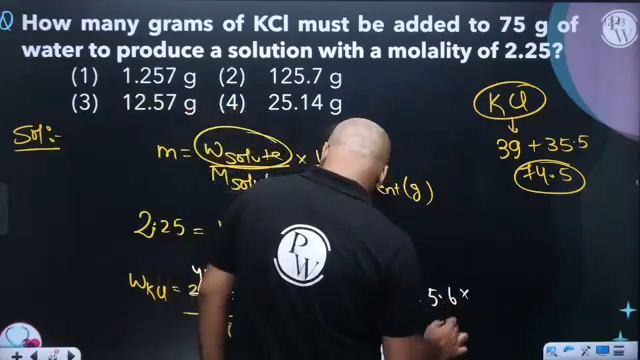 Q How many grams of KCl must be added to 75 g of
water to produce a solution with a molality of 2.25?
(1) 1.257 g (2) 125.7 g
(3) 12.57 g (4) 25.14 g
KCl
39 + 35.5
74.5
Sol:-
m = Wsolute ×
(g)
2.25 =
WKCl =
5.6 ×
PW